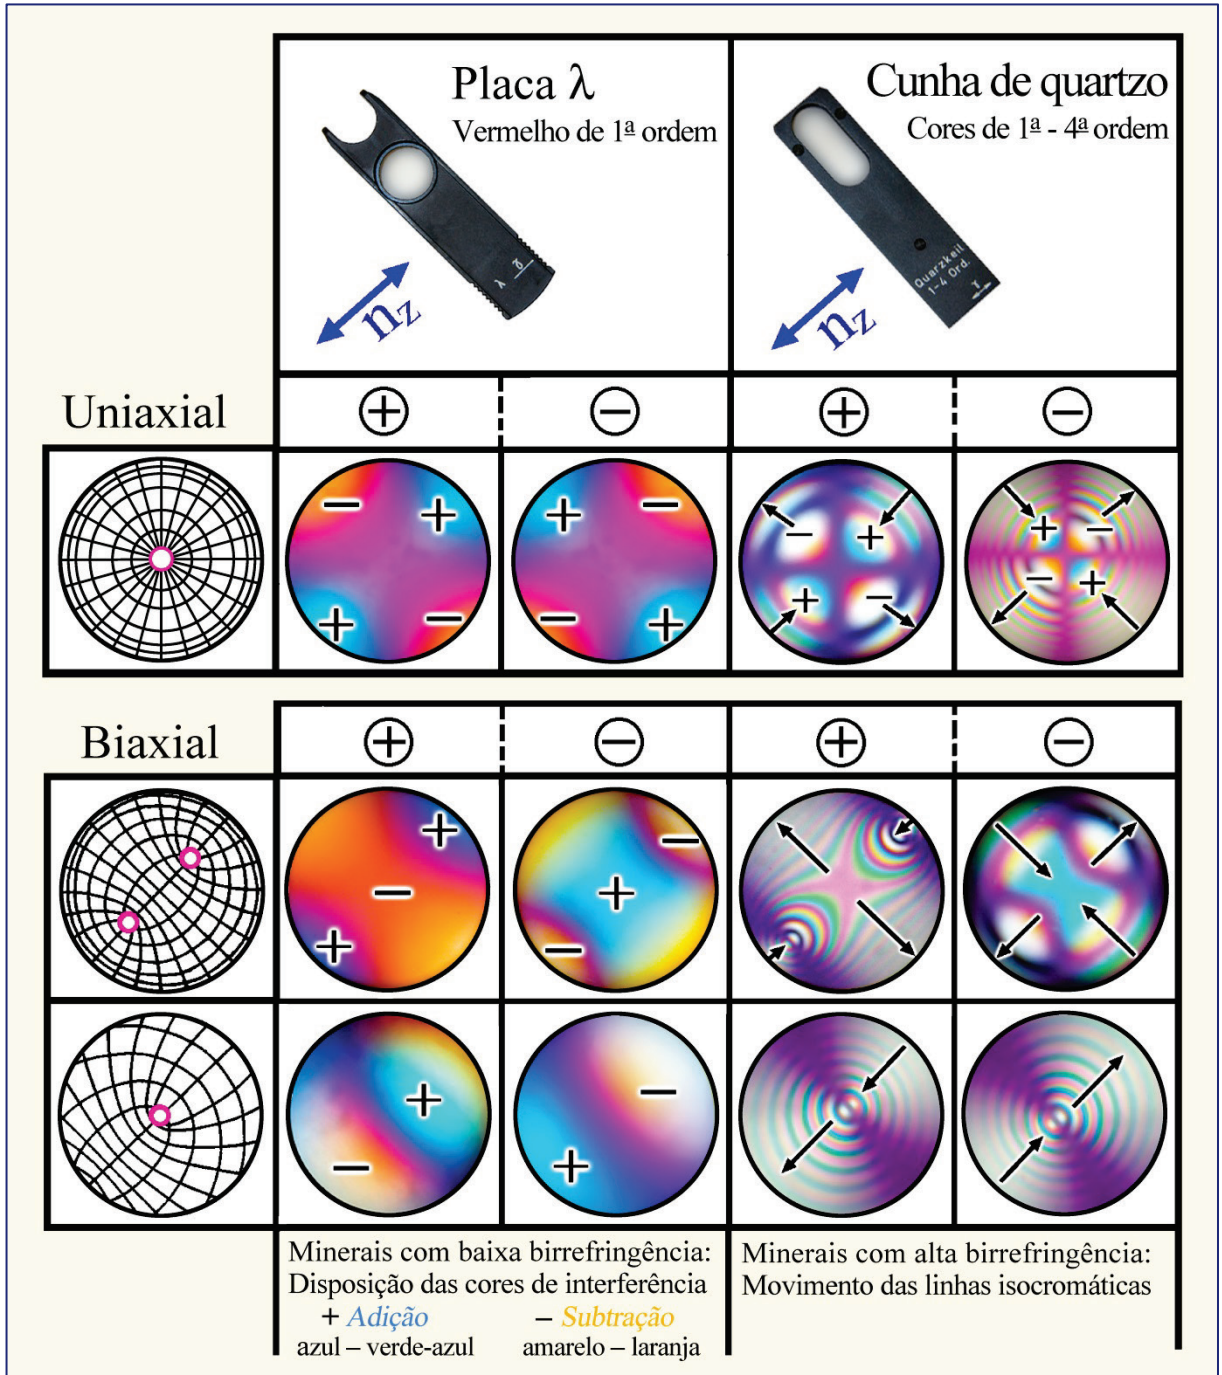 Placa λ
Vermelho de 1ª ordem
λ γ
n_z
Cunha de quartzo
Cores de 1ª - 4ª ordem
Quarzkeil
1-4 Ord.
γ
n_z
Uniaxial
+ − + −
− + + − + − − +
− + + − + − − +
Biaxial
+ − + −
+ − + −
+ −
+ − − +
Minerais com baixa birrefringência:
Disposição das cores de interferência
+ Adição − Subtração
azul – verde-azul amarelo – laranja
Minerais com alta birrefringência:
Movimento das linhas isocromáticas